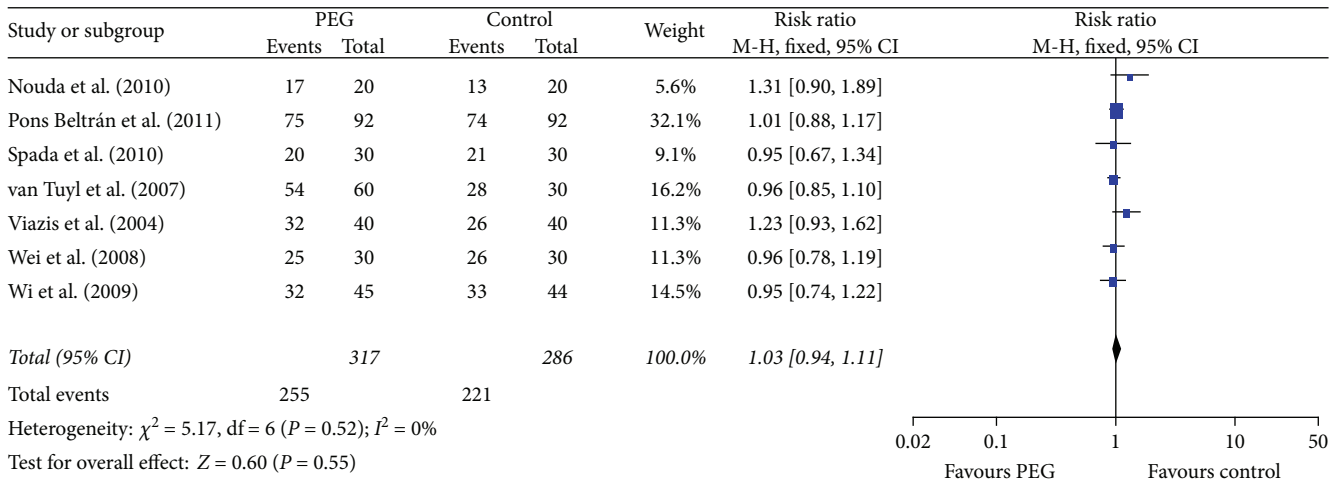 Study or subgroup PEG Control Weight Risk ratio Risk ratio
Events Total Events Total M-H, fixed, 95% CI M-H, fixed, 95% CI
Nouda et al. (2010) 17 20 13 20 5.6% 1.31 [0.90, 1.89]
Pons Beltrán et al. (2011) 75 92 74 92 32.1% 1.01 [0.88, 1.17]
Spada et al. (2010) 20 30 21 30 9.1% 0.95 [0.67, 1.34]
van Tuyl et al. (2007) 54 60 28 30 16.2% 0.96 [0.85, 1.10]
Viazis et al. (2004) 32 40 26 40 11.3% 1.23 [0.93, 1.62]
Wei et al. (2008) 25 30 26 30 11.3% 0.96 [0.78, 1.19]
Wi et al. (2009) 32 45 33 44 14.5% 0.95 [0.74, 1.22]
Total (95% CI) 317 286 100.0% 1.03 [0.94, 1.11]
Total events 255 221
Heterogeneity: χ² = 5.17, df = 6 (P = 0.52); I² = 0%
Test for overall effect: Z = 0.60 (P = 0.55)
0.02 0.1 1 10 50
Favours PEG Favours control